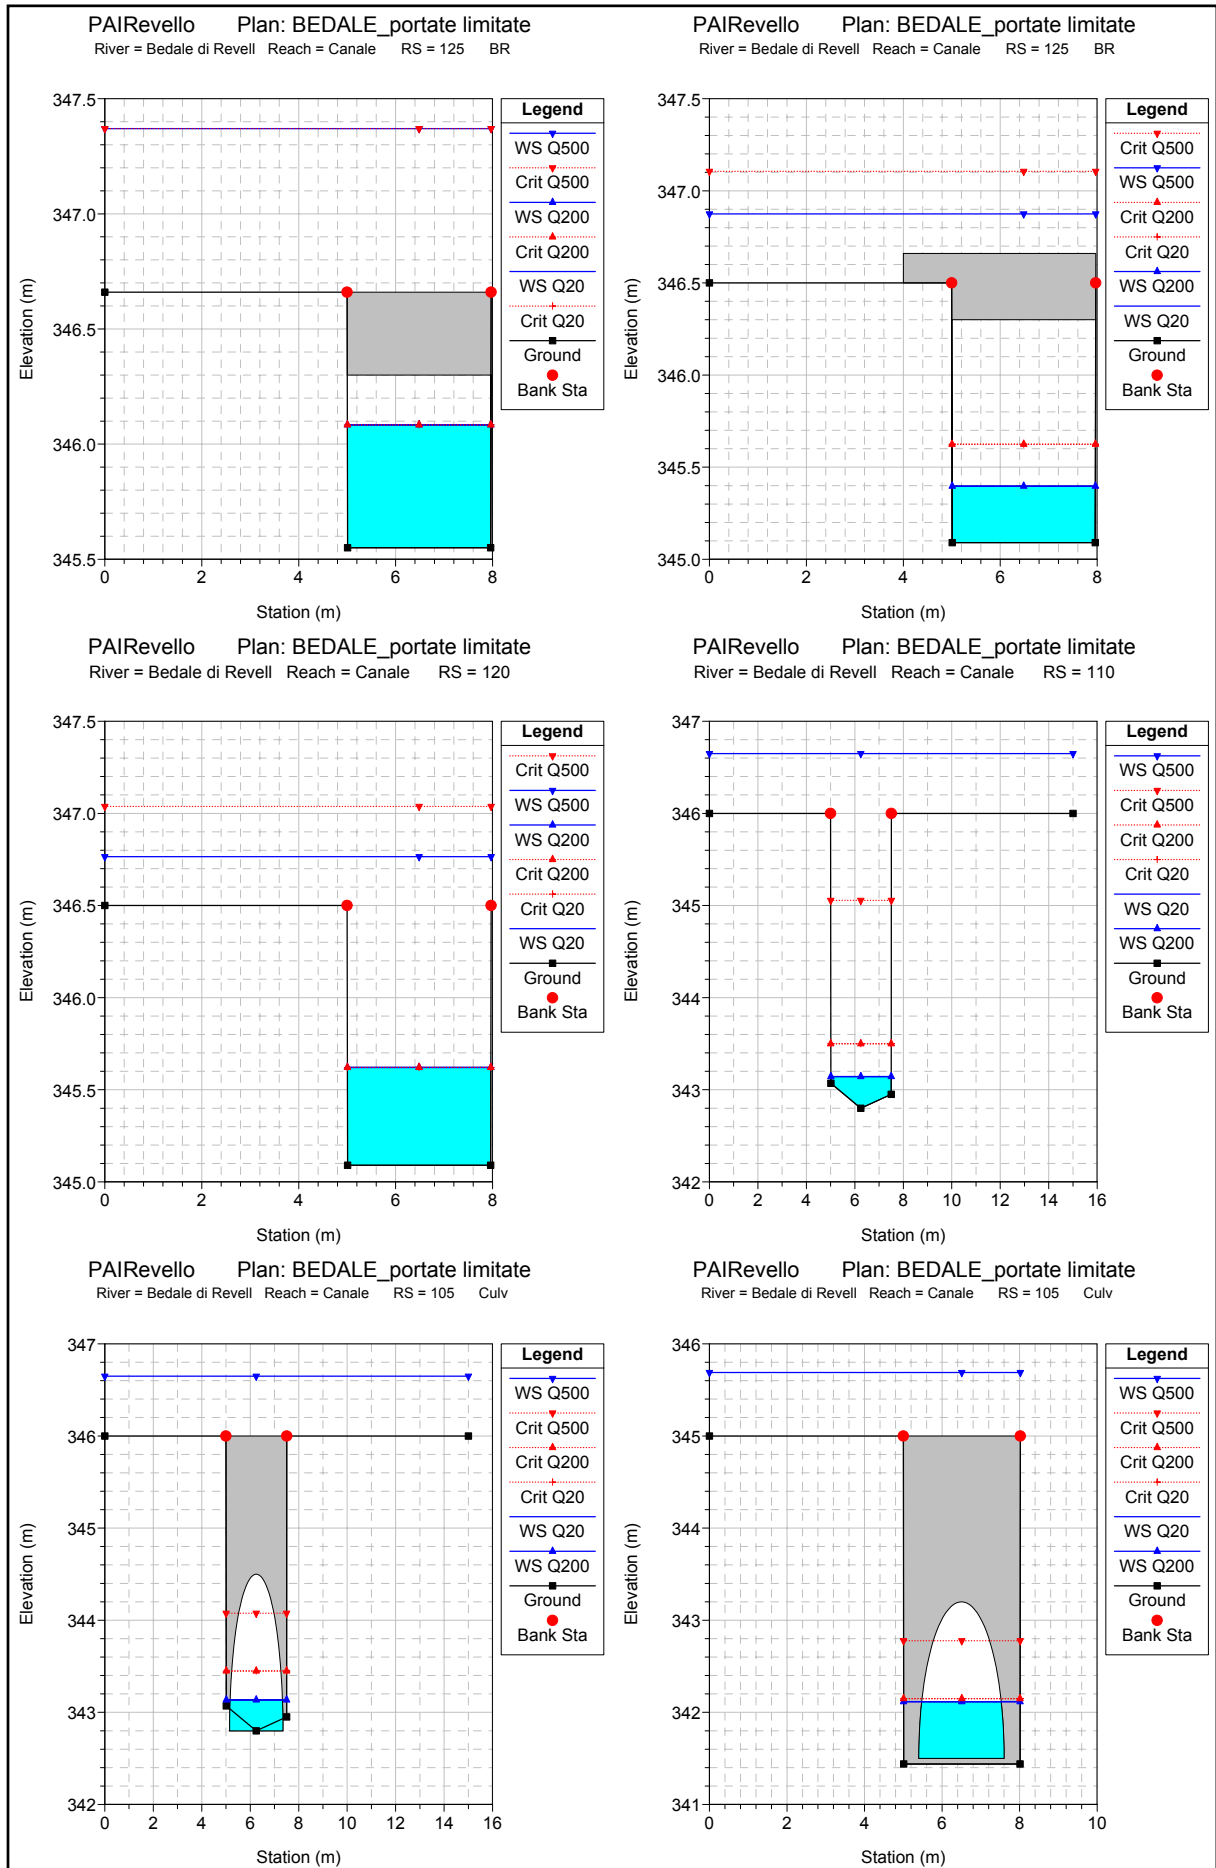 PAIRevello Plan: BEDALE_portate limitate
River = Bedale di Revell Reach = Canale RS = 125 BR
347.5
347.0
346.5
346.0
345.5
0 2 4 6 8
Elevation (m)
Station (m)
Legend
WS Q500
Crit Q500
WS Q200
Crit Q200
WS Q20
Crit Q20
Ground
Bank Sta
PAIRevello Plan: BEDALE_portate limitate
River = Bedale di Revell Reach = Canale RS = 125 BR
347.5
347.0
346.5
346.0
345.5
345.0
0 2 4 6 8
Elevation (m)
Station (m)
Legend
Crit Q500
WS Q500
Crit Q200
Crit Q20
WS Q200
WS Q20
Ground
Bank Sta
PAIRevello Plan: BEDALE_portate limitate
River = Bedale di Revell Reach = Canale RS = 120
347.5
347.0
346.5
346.0
345.5
345.0
0 2 4 6 8
Elevation (m)
Station (m)
Legend
Crit Q500
WS Q500
WS Q200
Crit Q200
Crit Q20
WS Q20
Ground
Bank Sta
PAIRevello Plan: BEDALE_portate limitate
River = Bedale di Revell Reach = Canale RS = 110
347
346
345
344
343
342
0 2 4 6 8 10 12 14 16
Elevation (m)
Station (m)
Legend
WS Q500
Crit Q500
Crit Q200
Crit Q20
WS Q20
WS Q200
Ground
Bank Sta
PAIRevello Plan: BEDALE_portate limitate
River = Bedale di Revell Reach = Canale RS = 105 Culv
347
346
345
344
343
342
0 2 4 6 8 10 12 14 16
Elevation (m)
Station (m)
Legend
WS Q500
Crit Q500
Crit Q200
Crit Q20
WS Q20
WS Q200
Ground
Bank Sta
PAIRevello Plan: BEDALE_portate limitate
River = Bedale di Revell Reach = Canale RS = 105 Culv
346
345
344
343
342
341
0 2 4 6 8 10
Elevation (m)
Station (m)
Legend
WS Q500
Crit Q500
Crit Q200
Crit Q20
WS Q20
WS Q200
Ground
Bank Sta